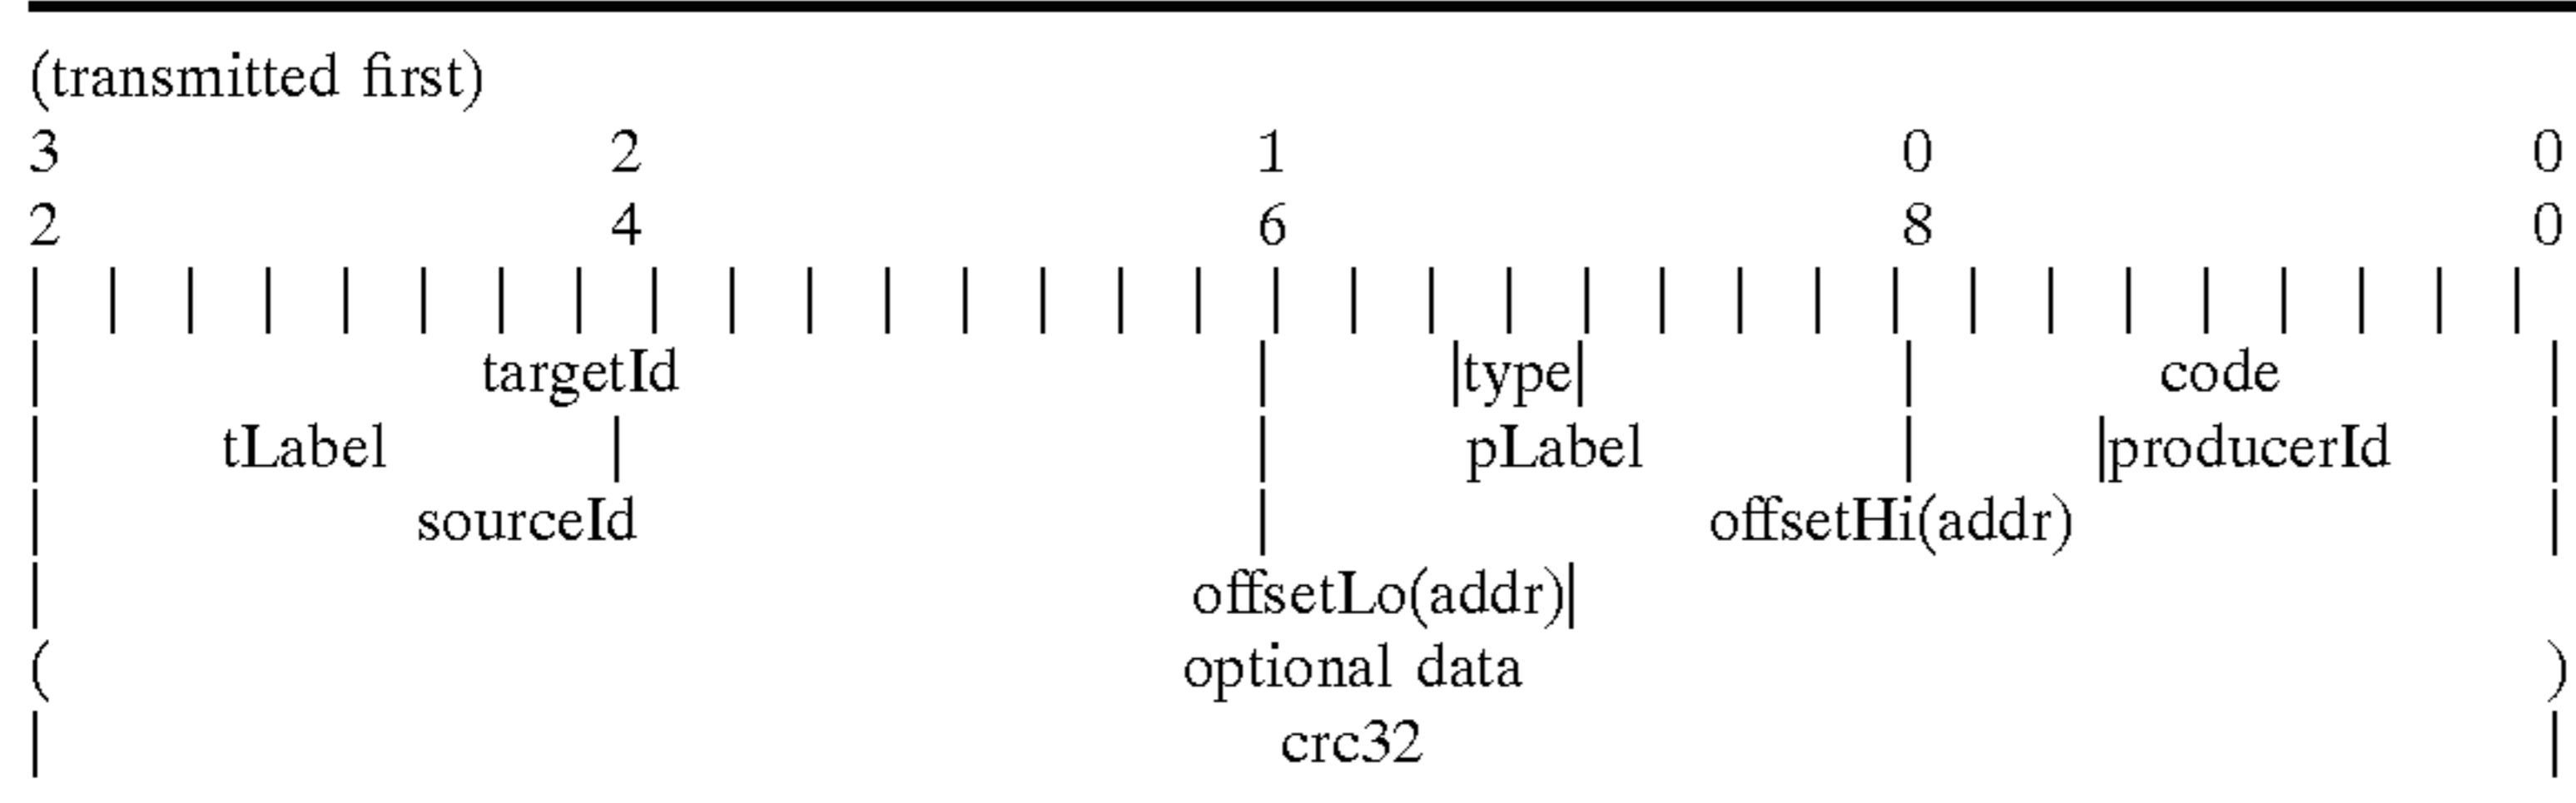 (transmitted first)
3 2 1 0 0
2 4 6 8 0
| | | | | | | | | | | | | | | | | | | | | | | | | | | | | | | | |
| targetId | |type| | code |
| tLabel | | pLabel | |producerId |
| sourceId | offsetHi(addr) |
| offsetLo(addr)|
( optional data )
| crc32 |